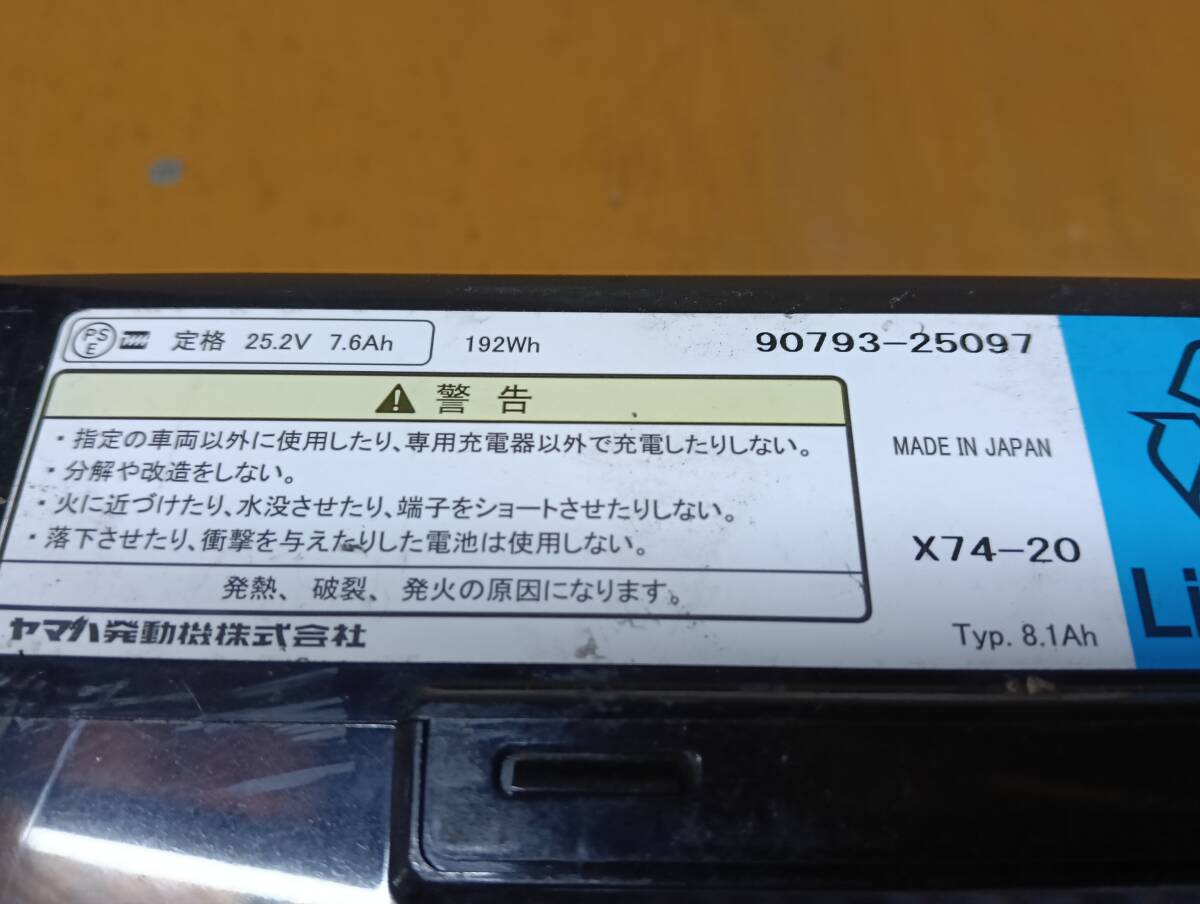 PS
E
定格 25.2V 7.6Ah
192Wh
90793-25097
警告
・指定の車両以外に使用したり、専用充電器以外で充電したりしない。
・分解や改造をしない。
・火に近づけたり、水没させたり、端子をショートさせたりしない。
・落下させたり、衝撃を与えたりした電池は使用しない。
発熱、破裂、発火の原因になります。
ヤマハ発動機株式会社
MADE IN JAPAN
X74-20
Typ. 8.1Ah
Li